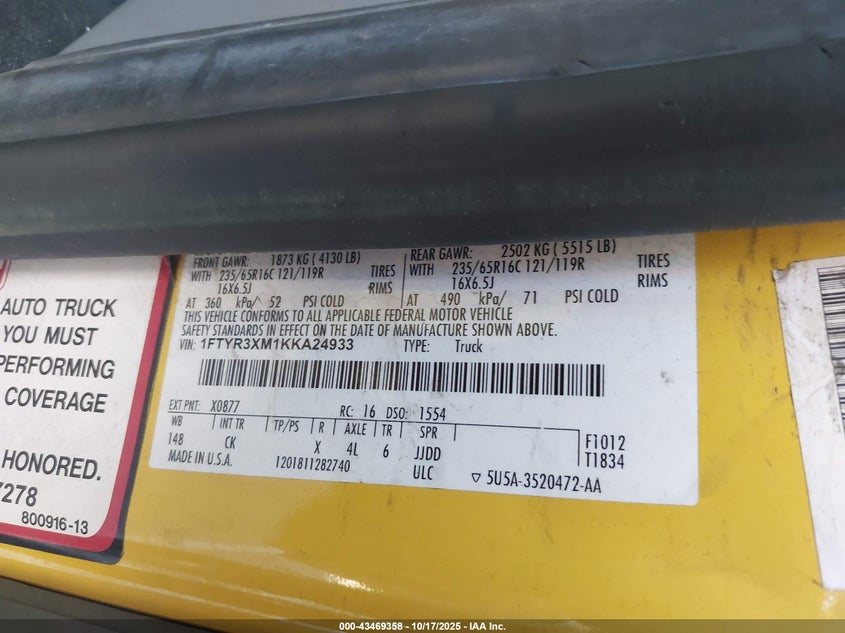 FRONT GAWR: 1873 KG (4130 LB)
WITH 235/65R16C 121/119R TIRES
16X6.5J RIMS
AT 360 kPa/ 52 PSI COLD
REAR GAWR: 2502 KG (5515 LB)
WITH 235/65R16C 121/119R TIRES
16X6.5J RIMS
AT 490 kPa/ 71 PSI COLD
THIS VEHICLE CONFORMS TO ALL APPLICABLE FEDERAL MOTOR VEHICLE
SAFETY STANDARDS IN EFFECT ON THE DATE OF MANUFACTURE SHOWN ABOVE.
VIN: 1FTYR3XM1KKA24933 TYPE: Truck
EXT PNT: X0877 RC: 16 DSO: 1554
WB INT TR TP/PS R AXLE TR SPR
148 CK X 4L 6 JJDD
MADE IN U.S.A. 1201811282740 ULC
F1012
T1834
▽ 5U5A-3520472-AA
AUTO TRUCK
YOU MUST
PERFORMING
COVERAGE
HONORED.
7278
800916-13
000-43469358 - 10/17/2025 - IAA Inc.